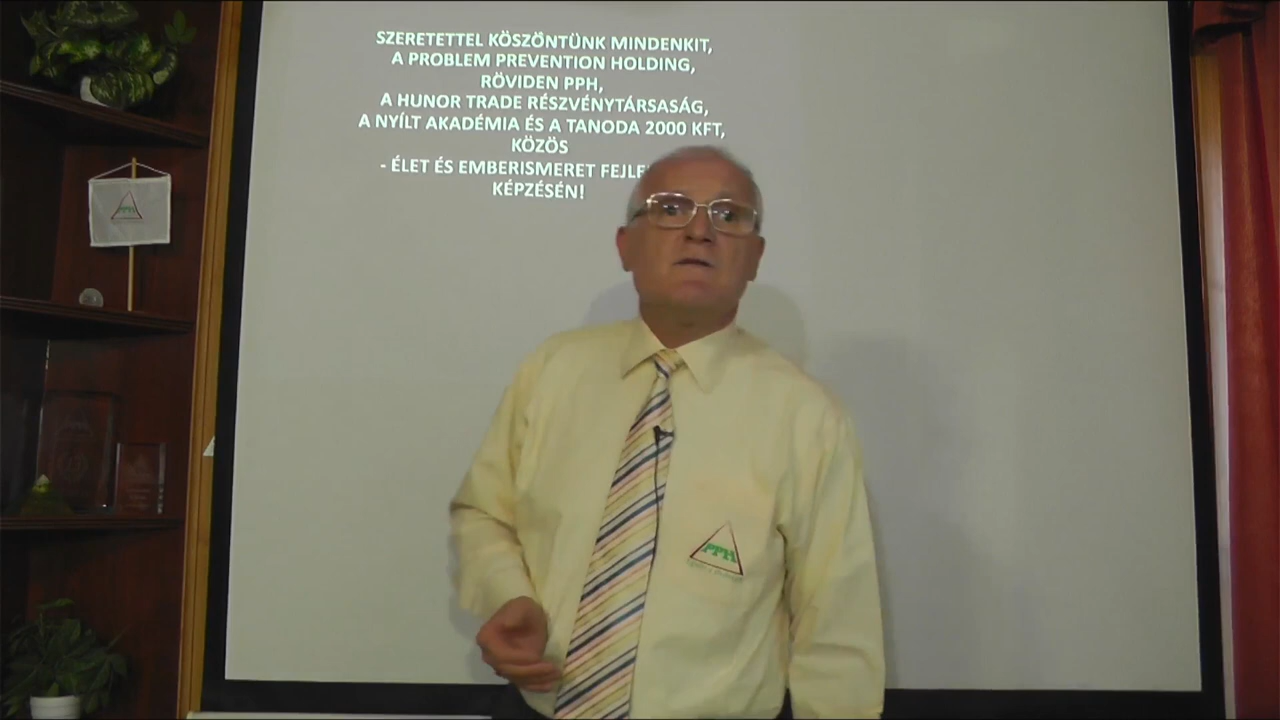 SZERETETTEL KÖSZÖNTÜNK MINDENKIT,
A PROBLEM PREVENTION HOLDING,
RÖVIDEN PPH,
A HUNOR TRADE RÉSZVÉNYTÁRSASÁG,
A NYÍLT AKADÉMIA ÉS A TANODA 2000 KFT,
KÖZÖS
- ÉLET ÉS EMBERISMERET
KÉPZÉSÉN!
PPH
PPH